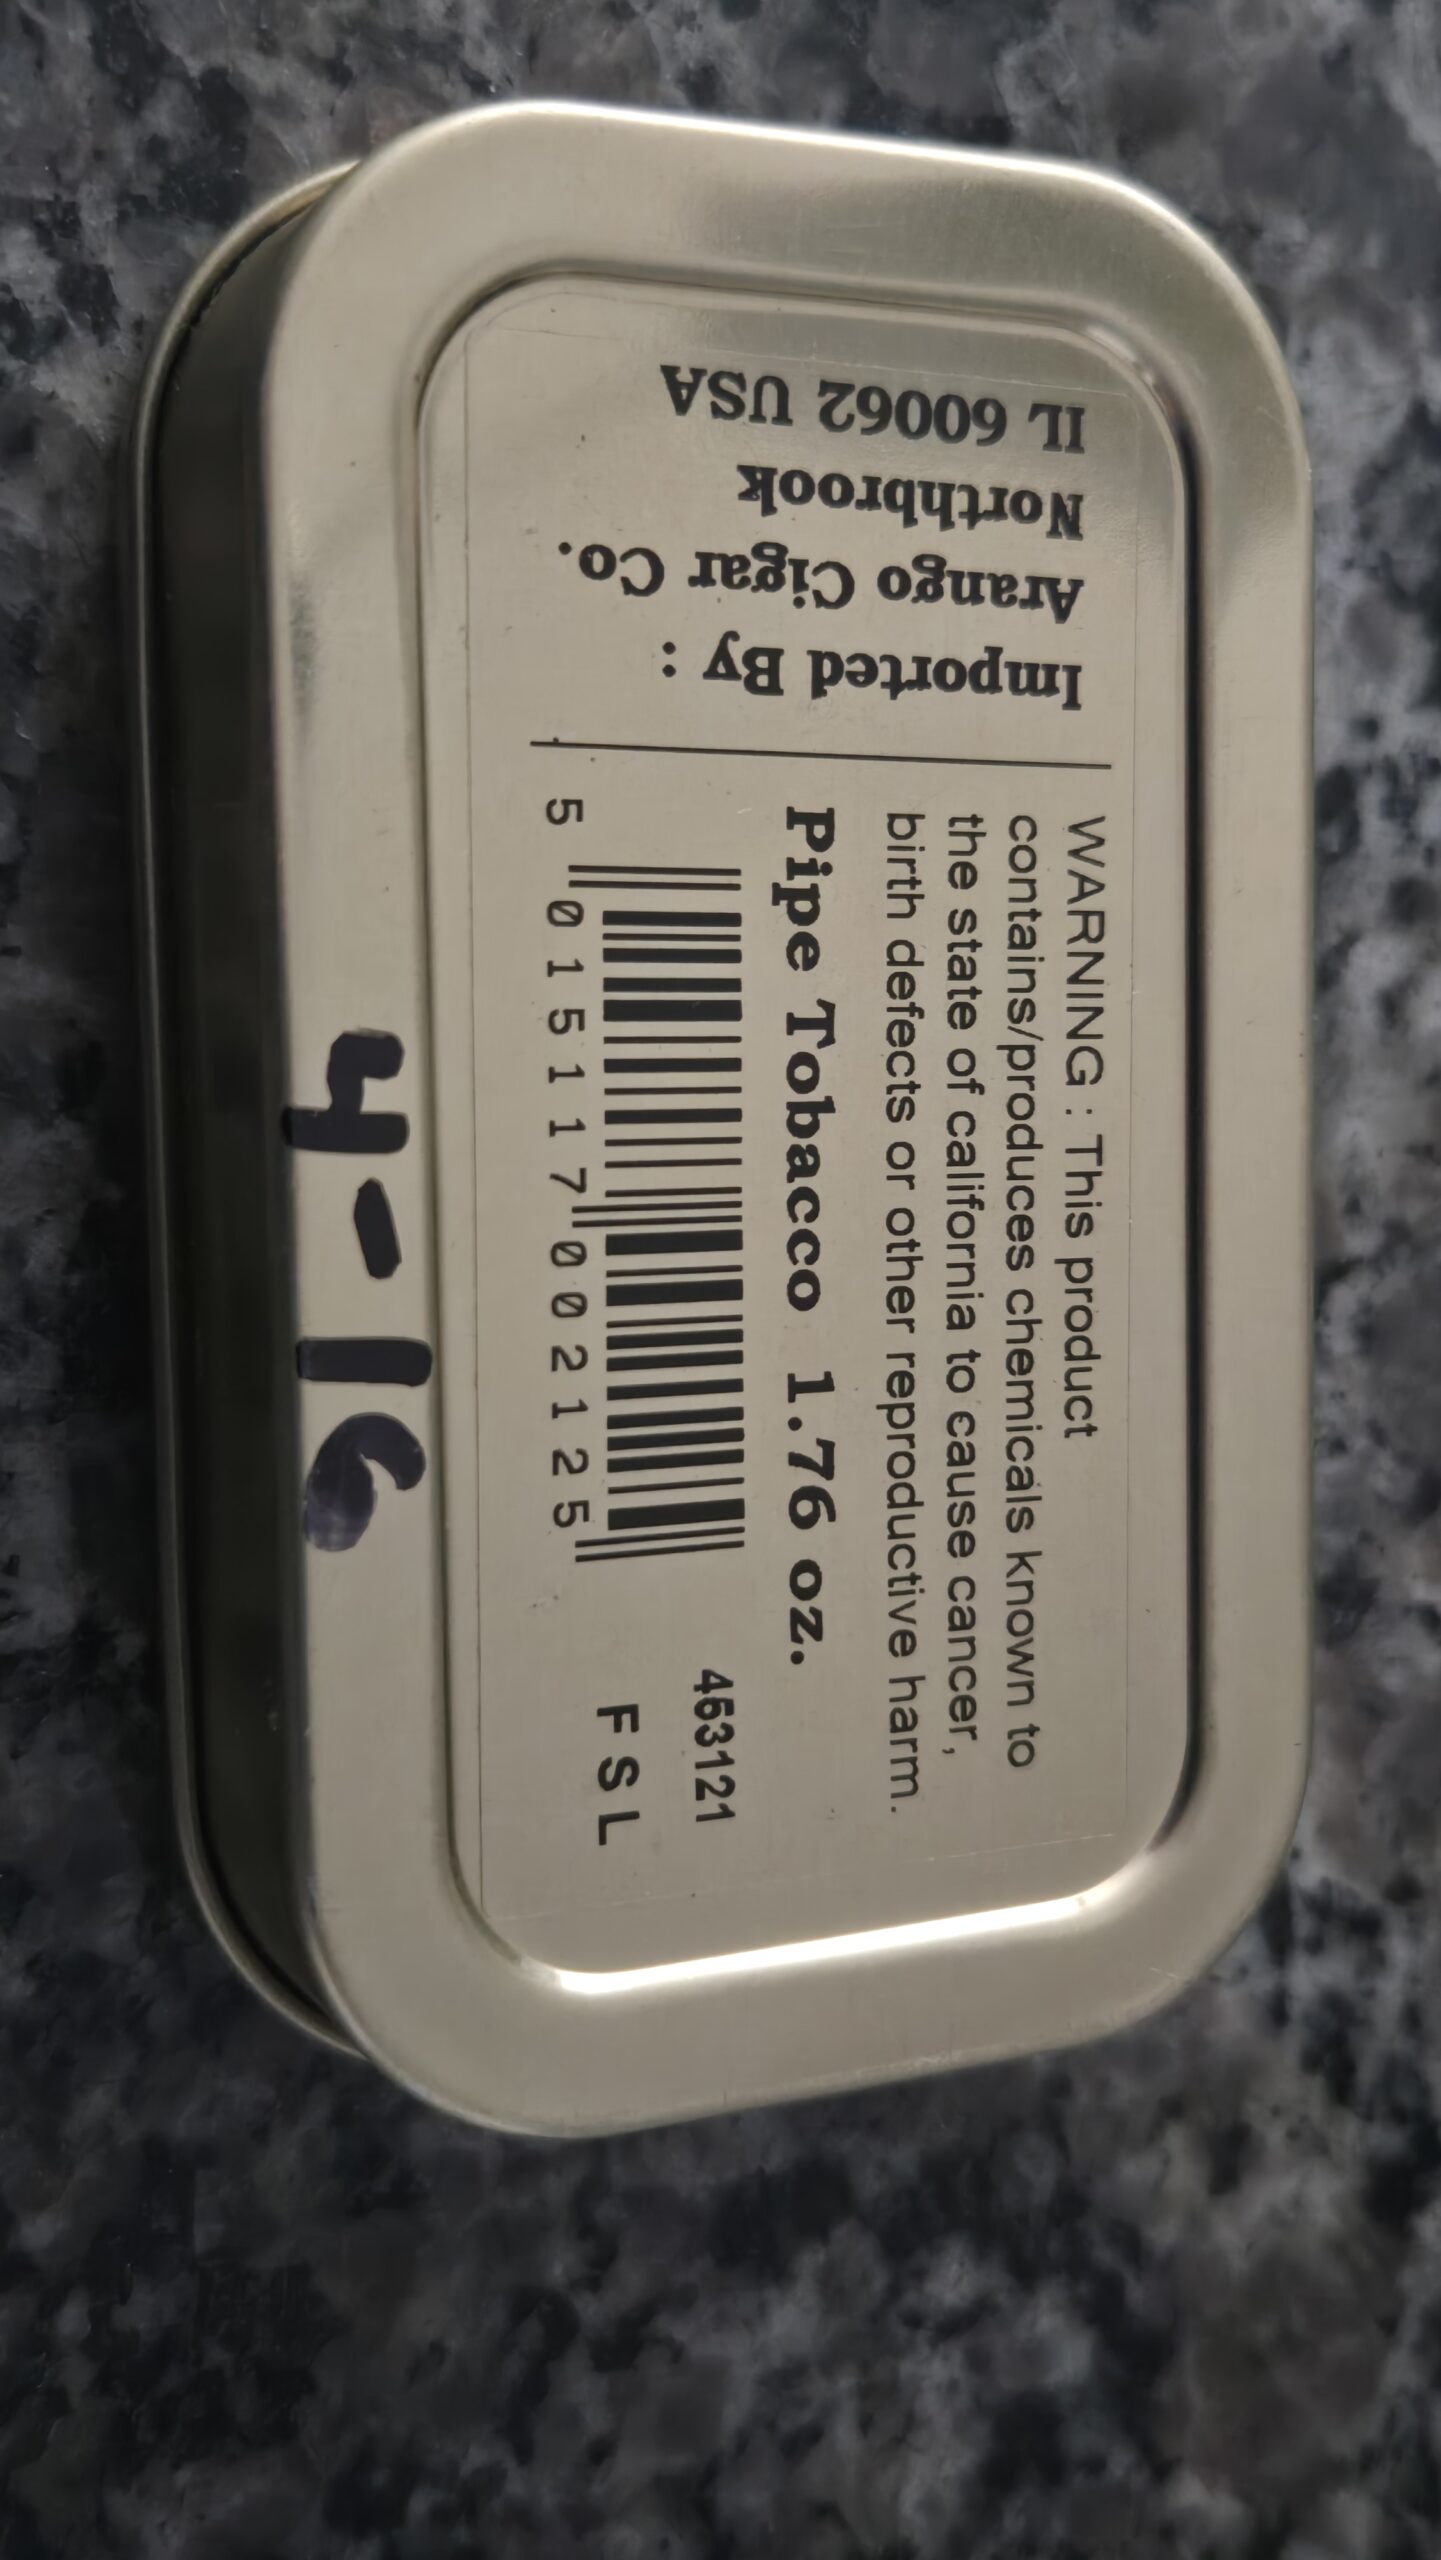 WARNING : This product
contains/produces chemicals known to
the state of california to cause cancer,
birth defects or other reproductive harm.
Pipe Tobacco 1.76 oz.
5 015117 002125
453121
F S L
Imported By :
Arango Cigar Co.
Northbrook
IL 60062 USA
4-16